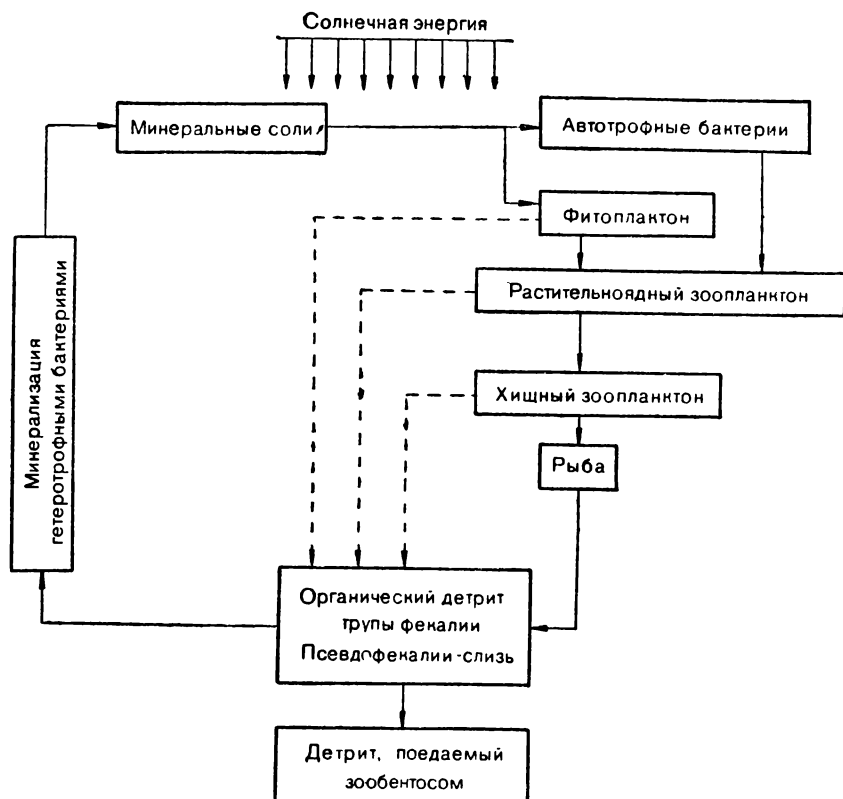 Солнечная энергия
Минеральные соли
Автотрофные бактерии
Фитоплактон
Растительноядный зоопланктон
Хищный зоопланктон
Рыба
Минерализация
гетеротрофными бактериями
Органический детрит
трупы фекалии
Псевдофекалии-слизь
Детрит, поедаемый
зообентосом